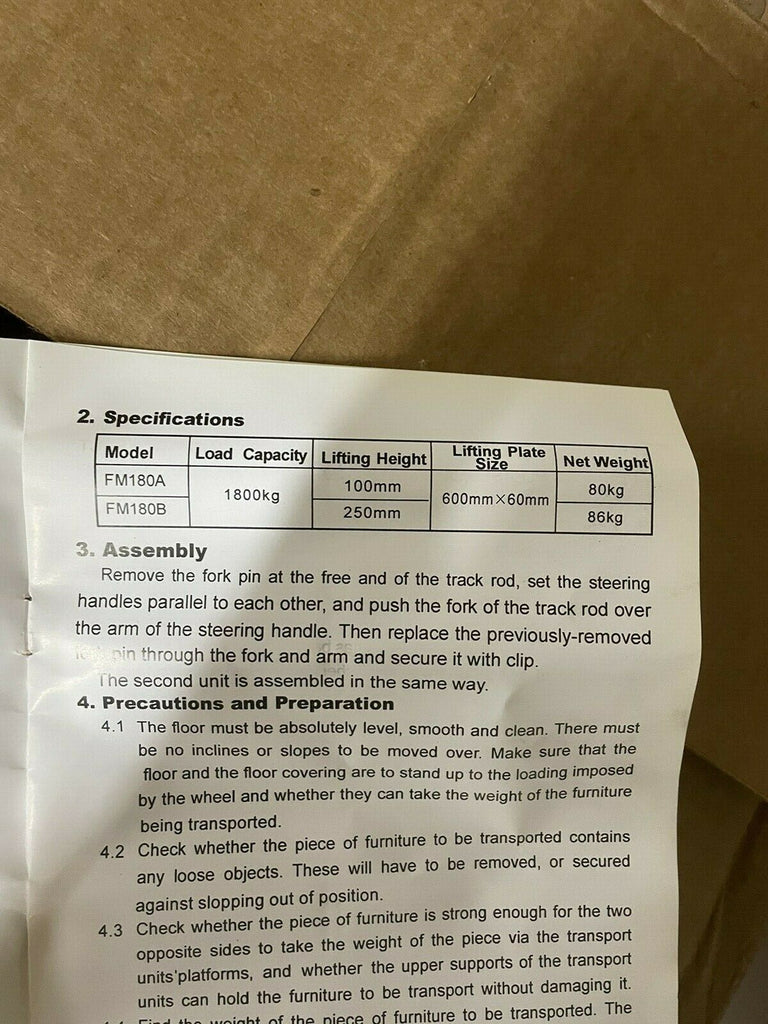 2. Specifications
Model Load Capacity Lifting Height Lifting Plate Size Net Weight
FM180A 1800kg 100mm 600mm×60mm 80kg
FM180B 250mm 86kg
3. Assembly
Remove the fork pin at the free and of the track rod, set the steering
handles parallel to each other, and push the fork of the track rod over
the arm of the steering handle. Then replace the previously-removed
fork pin through the fork and arm and secure it with clip.
The second unit is assembled in the same way.
4. Precautions and Preparation
4.1 The floor must be absolutely level, smooth and clean. There must
be no inclines or slopes to be moved over. Make sure that the
floor and the floor covering are to stand up to the loading imposed
by the wheel and whether they can take the weight of the furniture
being transported.
4.2 Check whether the piece of furniture to be transported contains
any loose objects. These will have to be removed, or secured
against slopping out of position.
4.3 Check whether the piece of furniture is strong enough for the two
opposite sides to take the weight of the piece via the transport
units'platforms, and whether the upper supports of the transport
units can hold the furniture to be transport without damaging it.
4.4 Find the weight of the piece of furniture to be transported. The